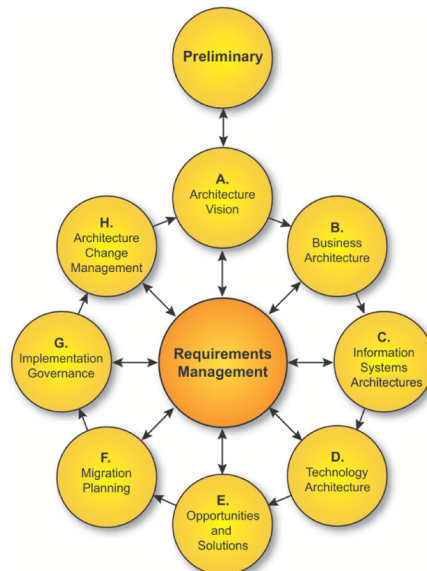 Preliminary
A.
Architecture
Vision
B.
Business
Architecture
C.
Information
Systems
Architectures
D.
Technology
Architecture
E.
Opportunities
and
Solutions
F.
Migration
Planning
G.
Implementation
Governance
H.
Architecture
Change
Management
Requirements
Management